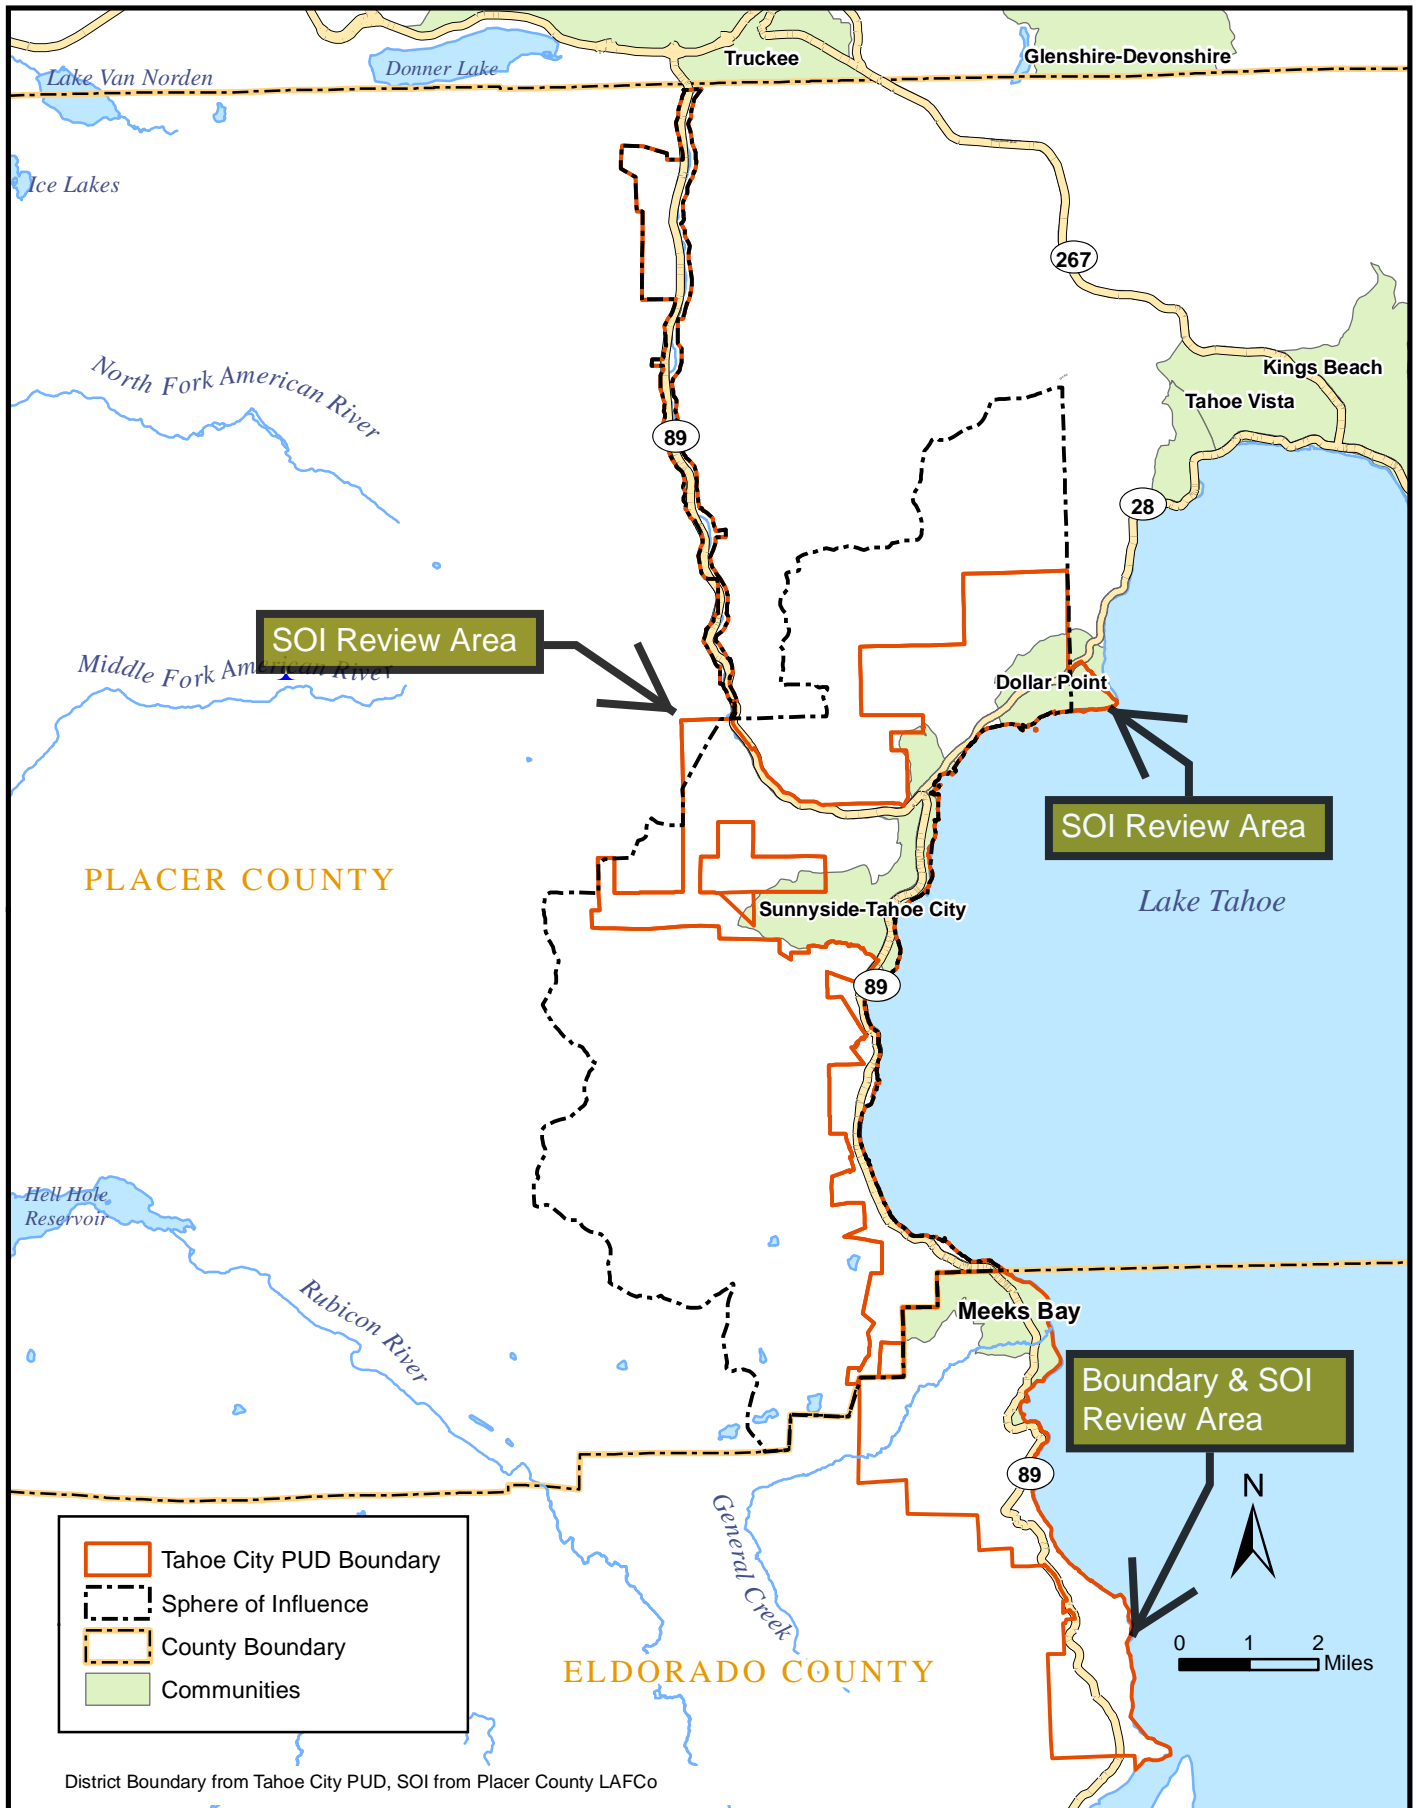 Truckee
Glenshire-Devonshire
Donner Lake
Lake Van Norden
Ice Lakes
267
North Fork American River
Kings Beach
Tahoe Vista
89
28
SOI Review Area
Middle Fork American River
Dollar Point
SOI Review Area
PLACER COUNTY
Lake Tahoe
Sunnyside-Tahoe City
89
Hell Hole
Reservoir
Rubicon River
Meeks Bay
Boundary & SOI
Review Area
89
N
General Creek
Tahoe City PUD Boundary
Sphere of Influence
County Boundary
Communities
0 1 2
Miles
ELDORADO COUNTY
District Boundary from Tahoe City PUD, SOI from Placer County LAFCo